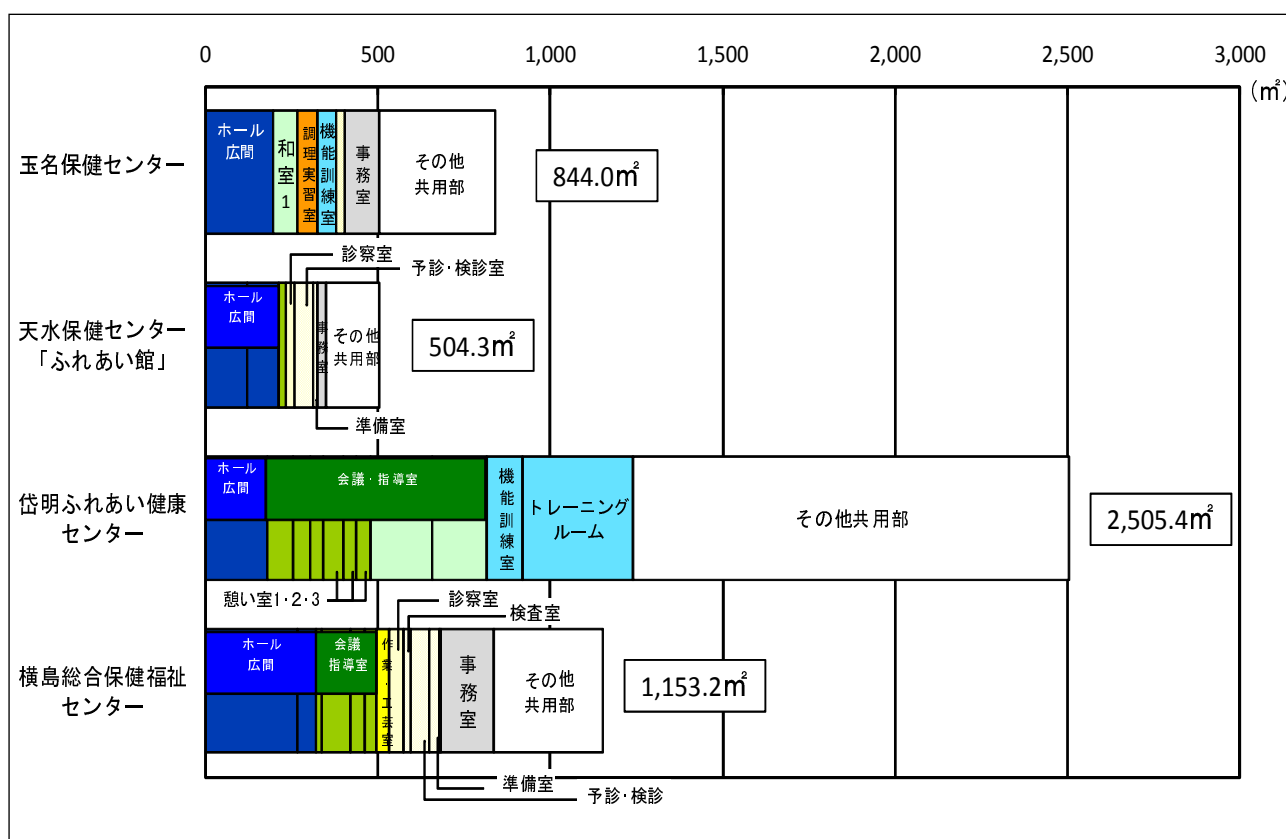 0 500 1,000 1,500 2,000 2,500 3,000
(㎡)
玉名保健センター
ホール
広間
和室1
調理実習室
機能訓練室
事務室
その他
共用部
844.0㎡
診察室
予診・検診室
天水保健センター
「ふれあい館」
ホール
広間
事務室
その他
共用部
504.3㎡
準備室
岱明ふれあい健康
センター
ホール
広間
会議・指導室
機能訓練室
トレーニング
ルーム
その他共用部
2,505.4㎡
憩い室1・2・3
診察室
検査室
横島総合保健福祉
センター
ホール
広間
会議
指導室
作業・工芸室
事務室
その他
共用部
1,153.2㎡
準備室
予診・検診